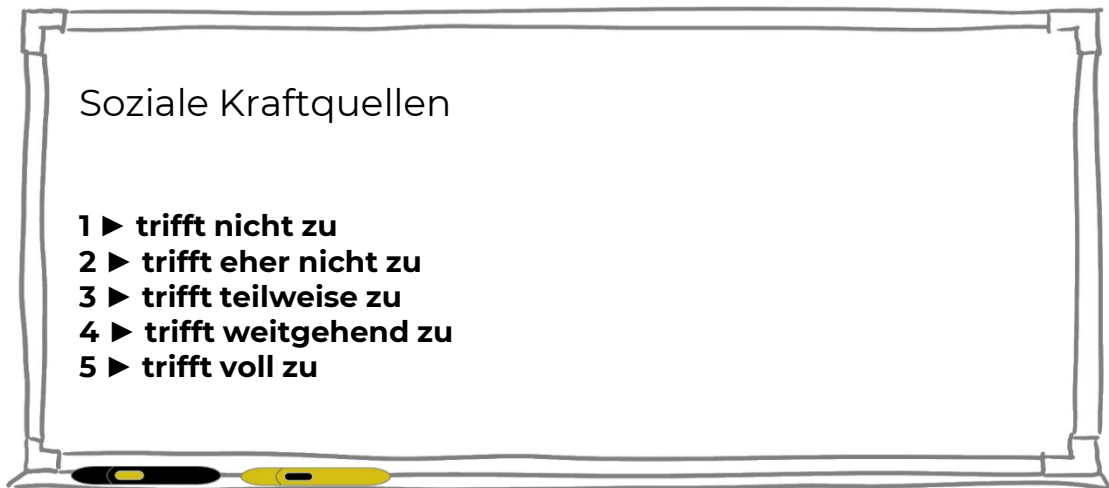 Soziale Kraftquellen
1 ► trifft nicht zu
2 ► trifft eher nicht zu
3 ► trifft teilweise zu
4 ► trifft weitgehend zu
5 ► trifft voll zu